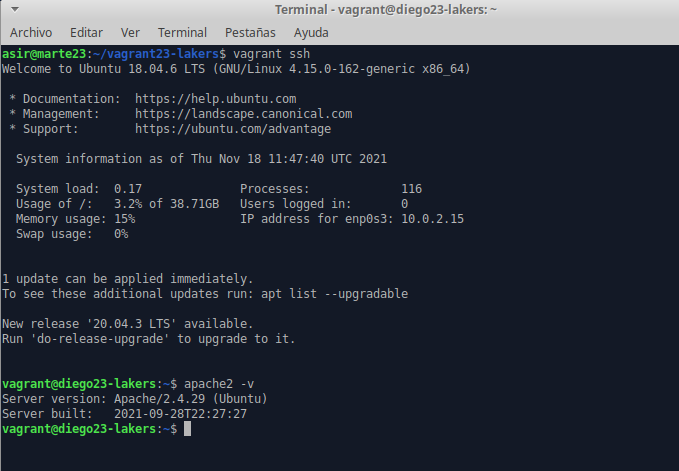 Terminal - vagrant@diego23-lakers: ~
Archivo Editar Ver Terminal Pestañas Ayuda
asir@marte23:~/vagrant23-lakers$ vagrant ssh
Welcome to Ubuntu 18.04.6 LTS (GNU/Linux 4.15.0-162-generic x86_64)
* Documentation: https://help.ubuntu.com
* Management: https://landscape.canonical.com
* Support: https://ubuntu.com/advantage
System information as of Thu Nov 18 11:47:40 UTC 2021
System load: 0.17 Processes: 116
Usage of /: 3.2% of 38.71GB Users logged in: 0
Memory usage: 15% IP address for enp0s3: 10.0.2.15
Swap usage: 0%
1 update can be applied immediately.
To see these additional updates run: apt list --upgradable
New release '20.04.3 LTS' available.
Run 'do-release-upgrade' to upgrade to it.
vagrant@diego23-lakers:~$ apache2 -v
Server version: Apache/2.4.29 (Ubuntu)
Server built: 2021-09-28T22:27:27
vagrant@diego23-lakers:~$